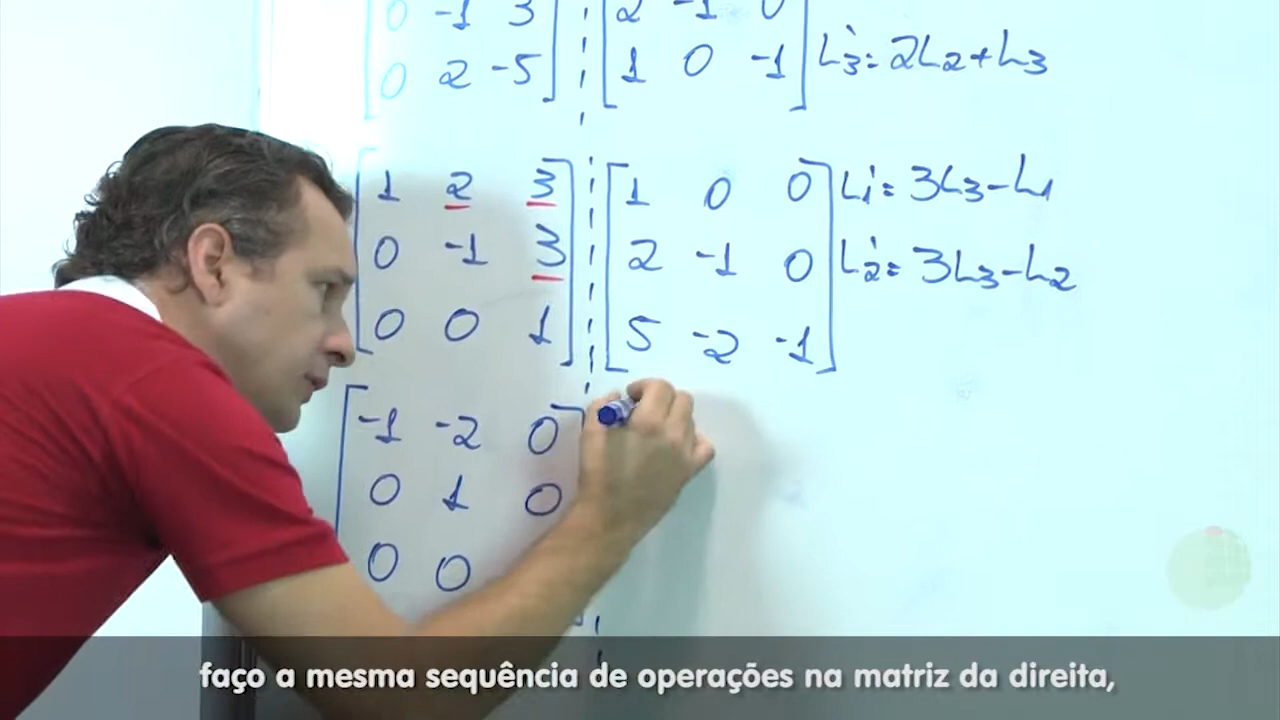 0 -1 3 2 -1 0
0 2 -5 1 0 -1 L'3= 2L2+L3
1 2 3 1 0 0 L'1= 3L3-L1
0 -1 3 2 -1 0 L'2= 3L3-L2
0 0 1 5 -2 -1
-1 -2 0
0 1 0
0 0
faço a mesma sequência de operações na matriz da direita,